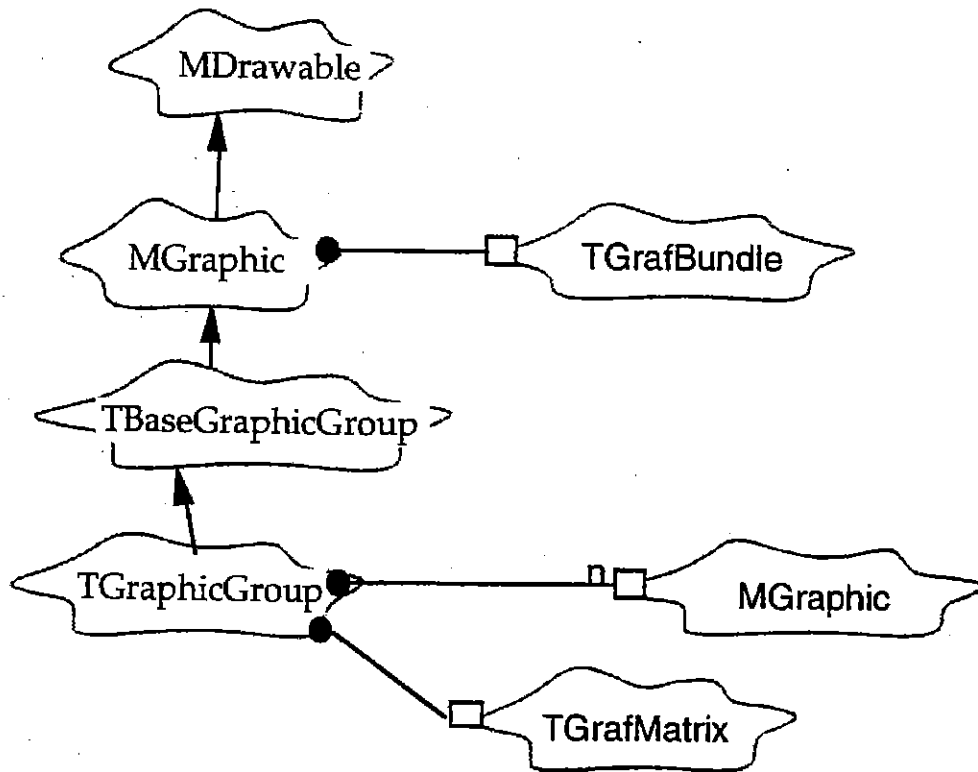 MDrawable
MGraphic
TGrafBundle
TBaseGraphicGroup
TGraphicGroup
n
MGraphic
TGrafMatrix